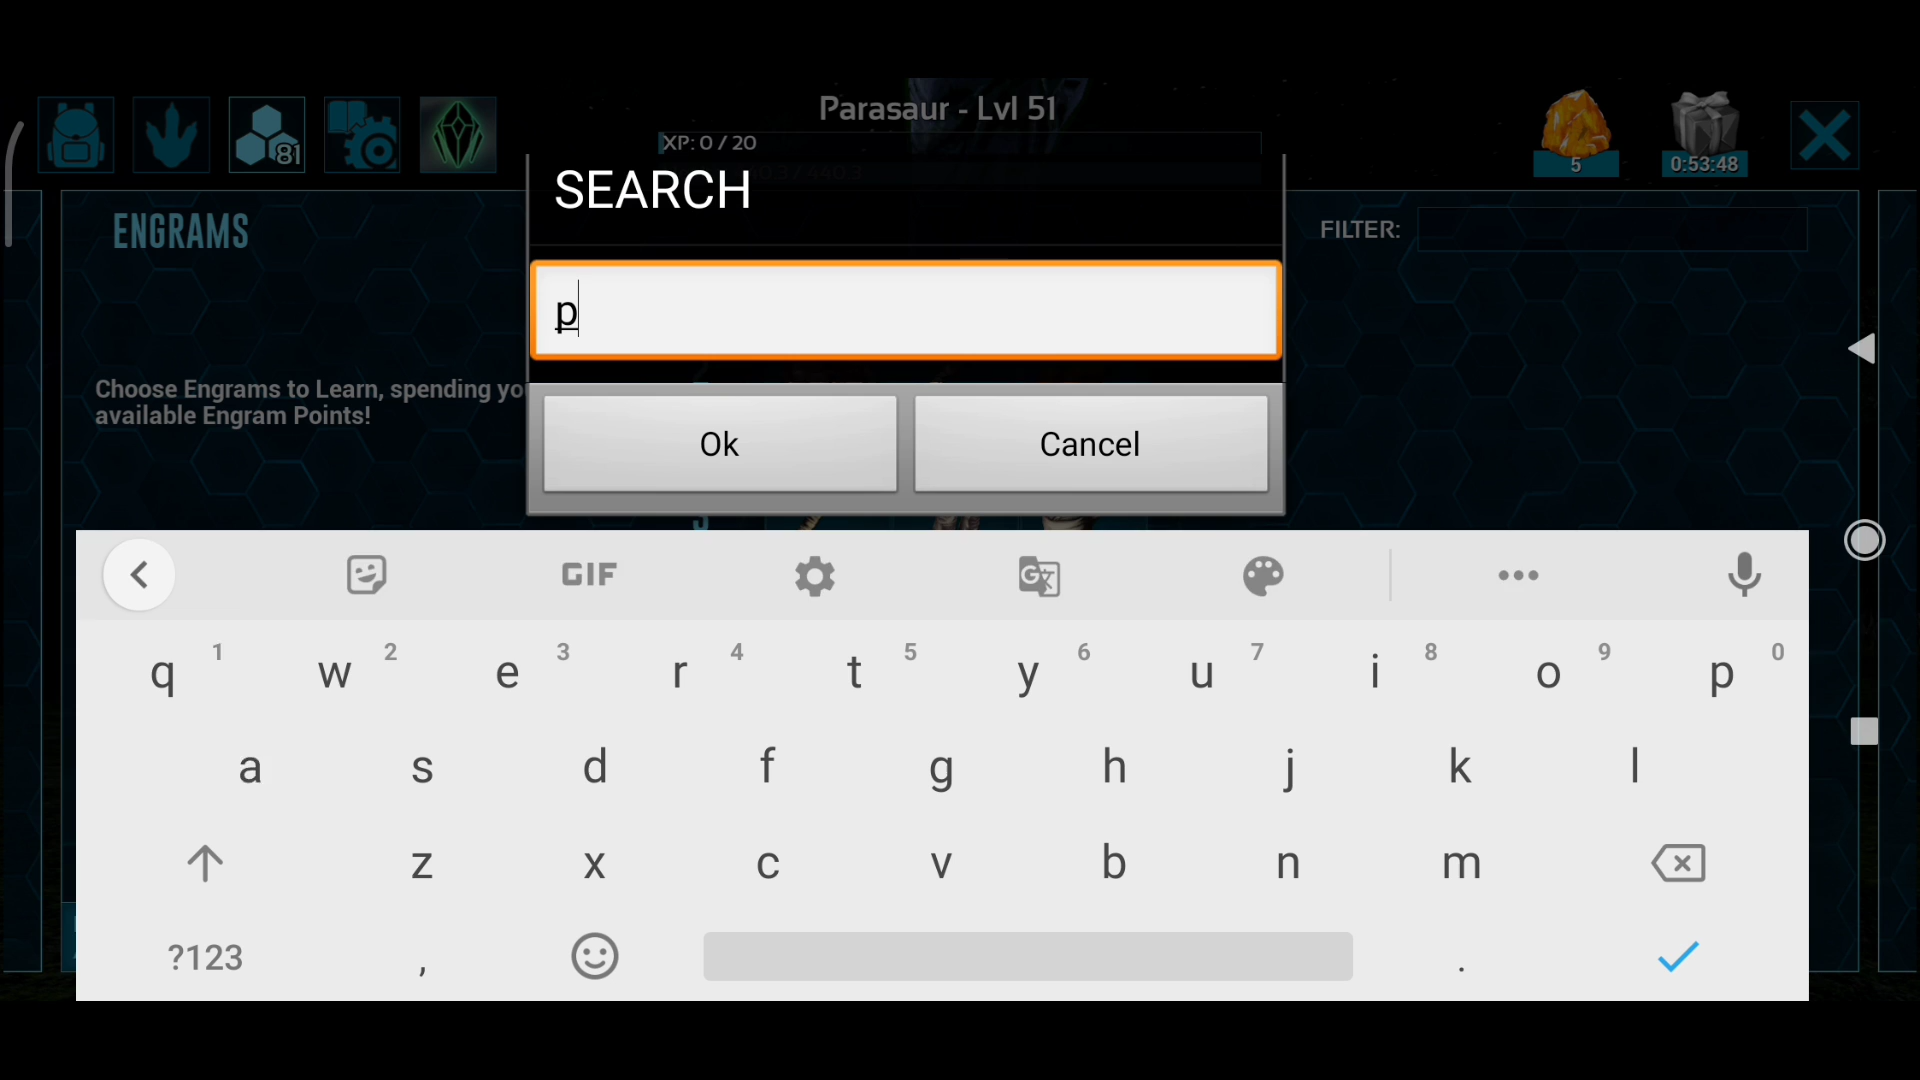 81
Parasaur - Lvl 51
XP: 0 / 20
5
0:53:48
SEARCH
ENGRAMS
FILTER:
p
Choose Engrams to Learn, spending yo
available Engram Points!
Ok
Cancel
GIF
q 1 w 2 e 3 r 4 t 5 y 6 u 7 i 8 o 9 p 0
a s d f g h j k l
z x c v b n m
?123 , .